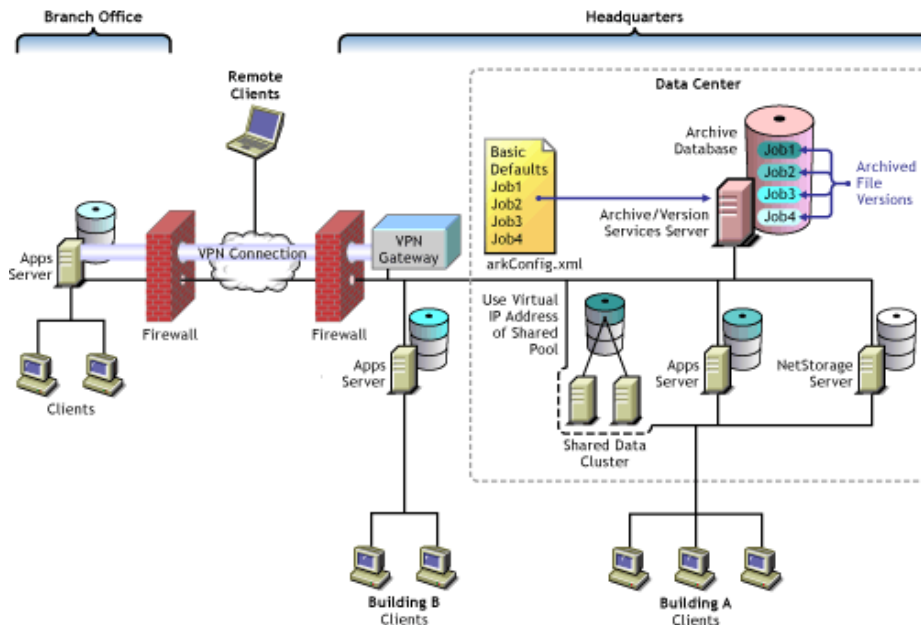 Branch Office
Headquarters
Remote
Clients
Data Center
Archive
Database
Basic
Defaults
Job1
Job2
Job3
Job4
Job1
Job2
Job3
Job4
Archived
File
Versions
Archive/Version
Services Server
arkConfig.xml
Apps
Server
VPN Connection
VPN
Gateway
Firewall
Firewall
Use Virtual
IP Address
of Shared
Pool
Apps
Server
Apps
Server
NetStorage
Server
Clients
Shared Data
Cluster
Building B
Clients
Building A
Clients